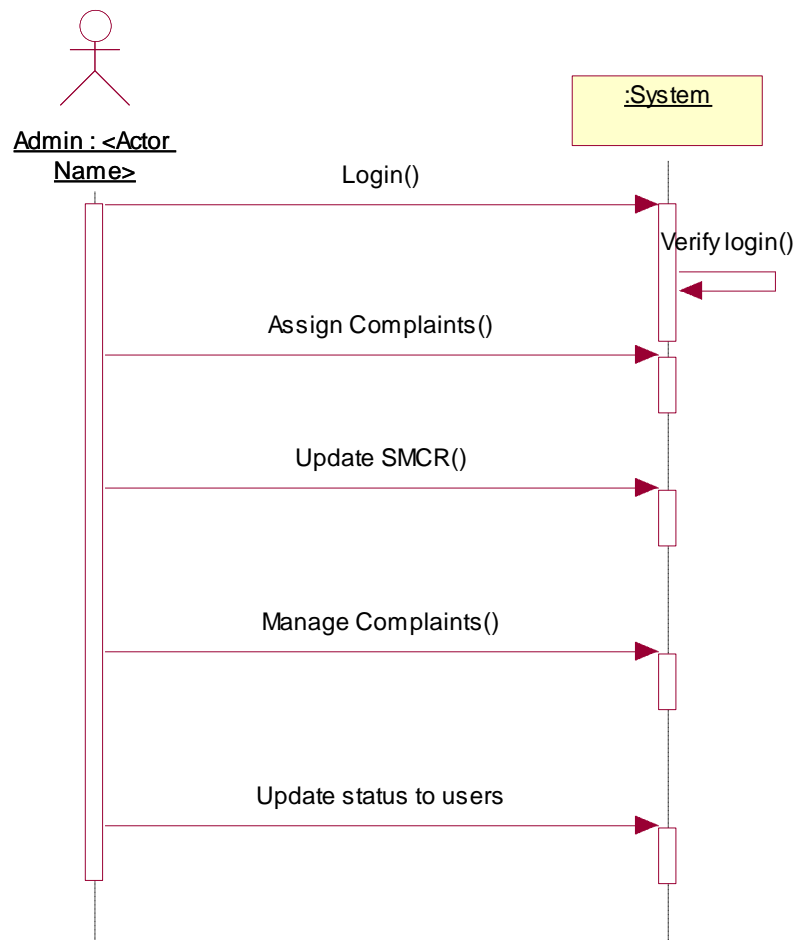 :System
Admin : <Actor
Name>
Login()
Verify login()
Assign Complaints()
Update SMCR()
Manage Complaints()
Update status to users